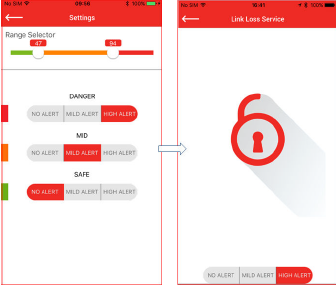 No SIM 09:56 100%
Settings
Range Selector
47 94
DANGER
NO ALERT MILD ALERT HIGH ALERT
MID
NO ALERT MILD ALERT HIGH ALERT
SAFE
NO ALERT MILD ALERT HIGH ALERT
No SIM 16:41 100%
Link Loss Service
NO ALERT MILD ALERT HIGH ALERT